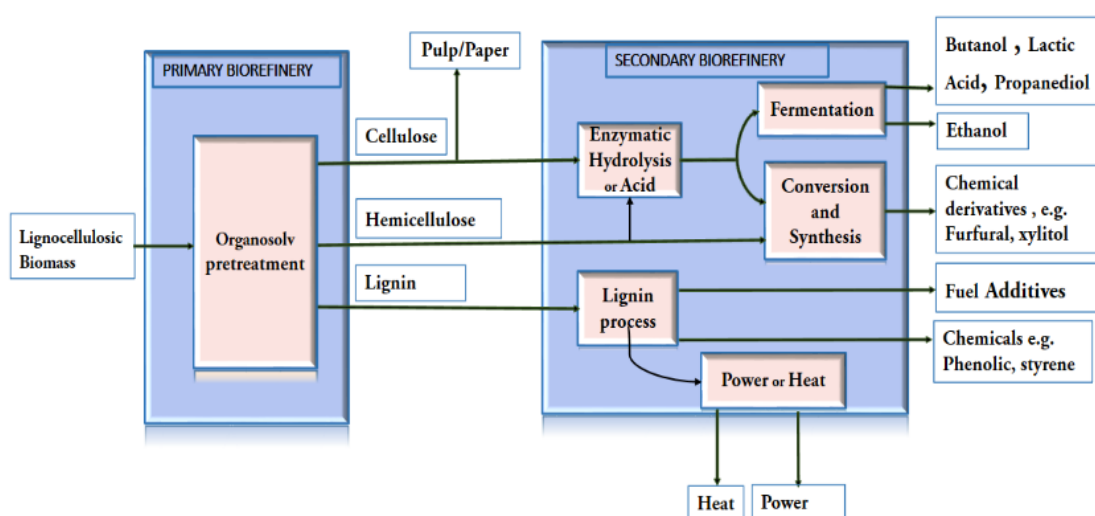 PRIMARY BIOREFINERY
Lignocellulosic
Biomass
Organosolv
pretreatment
Pulp/Paper
Cellulose
Hemicellulose
Lignin
SECONDARY BIOREFINERY
Enzymatic
Hydrolysis
or Acid
Fermentation
Conversion
and
Synthesis
Lignin
process
Power or Heat
Butanol , Lactic
Acid, Propanediol
Ethanol
Chemical
derivatives , e.g.
Furfural, xylitol
Fuel Additives
Chemicals e.g.
Phenolic, styrene
Heat
Power